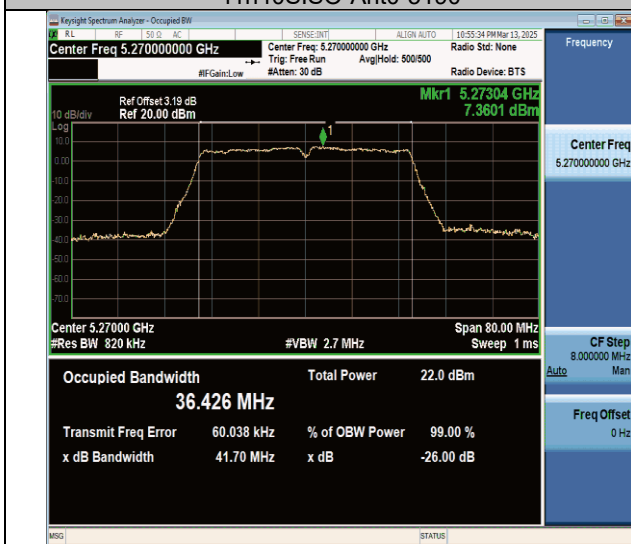 Keysight Spectrum Analyzer - Occupied BW
RL RF 50 Ω AC SENSE:INT ALIGN AUTO 10:55:34 PM Mar 13, 2025
Center Freq 5.270000000 GHz
Center Freq: 5.270000000 GHz Radio Std: None
Trig: Free Run Avg|Hold: 500/500
#IFGain:Low #Atten: 30 dB Radio Device: BTS
Frequency
Mkr1 5.27304 GHz
7.3601 dBm
Ref Offset 3.19 dB
10 dB/div Ref 20.00 dBm
Log
10.0
0.00
-10.0
-20.0
-30.0
-40.0
-50.0
-60.0
-70.0
1
Center 5.27000 GHz Span 80.00 MHz
#Res BW 820 kHz #VBW 2.7 MHz Sweep 1 ms
Center Freq
5.270000000 GHz
CF Step
8.000000 MHz
Auto Man
Freq Offset
0 Hz
Occupied Bandwidth Total Power 22.0 dBm
36.426 MHz
Transmit Freq Error 60.038 kHz % of OBW Power 99.00 %
x dB Bandwidth 41.70 MHz x dB -26.00 dB
MSG STATUS